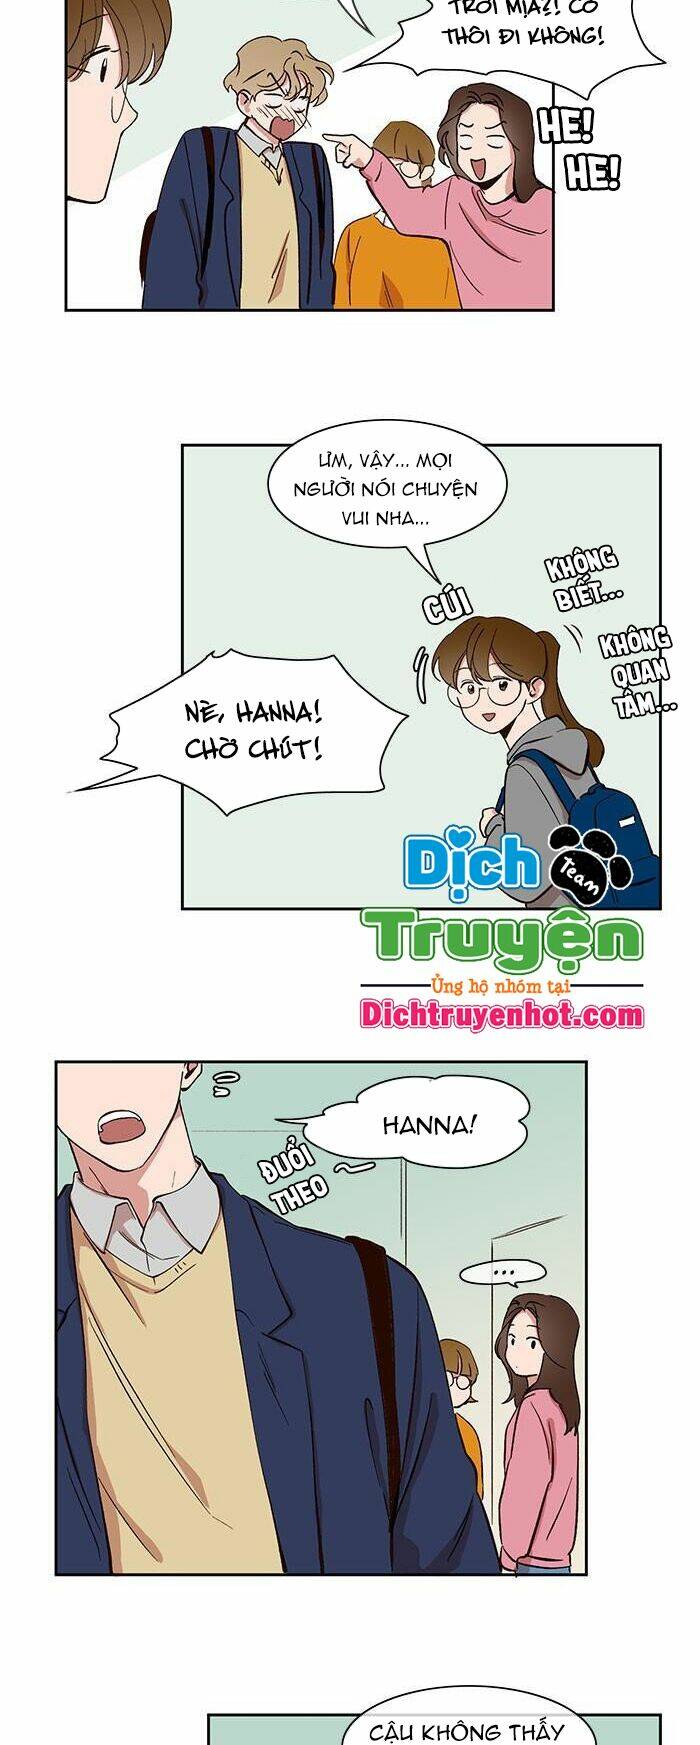 TRỜI MỊA?! CÓ
THÔI ĐI KHÔNG!
HE!
HE!
ƯM, VẬY... MỌI
NGƯỜI NÓI CHUYỆN
VUI NHA...
CÚI
KHÔNG
BIẾT...
KHÔNG
QUAN
TÂM...
NÈ, HANNA!
CHỜ CHÚT!
Dịch
Team
Truyện
Ủng hộ nhóm tại
Dichtruyenhot.com
HANNA!
ĐUỔI
THEO
...
CẬU KHÔNG THẤY